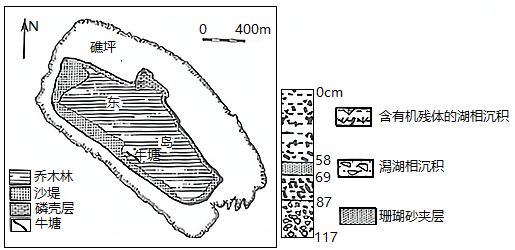 N
0 400m
礁坪
东
岛
牛塘
乔木林
沙堤
磷壳层
牛塘
0cm
58
69
87
117
含有机残体的湖相沉积
潟湖相沉积
珊瑚砂夹层